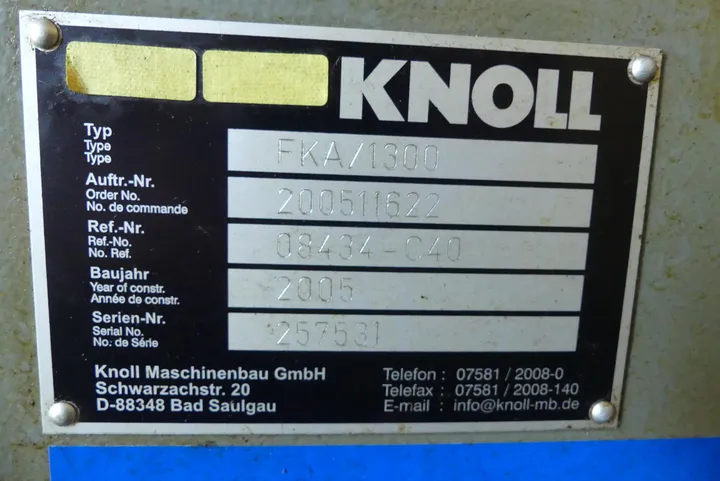 KNOLL
Typ
Type
Type
FKA/1300
Auftr.-Nr.
Order No.
No. de commande
200511622
Ref.-Nr.
Ref.-No.
No. Ref.
08434-C40
Baujahr
Year of constr.
Année de constr.
2005
Serien-Nr.
Serial No.
No. de Série
257531
Knoll Maschinenbau GmbH
Schwarzachstr. 20
D-88348 Bad Saulgau
Telefon : 07581 / 2008-0
Telefax : 07581 / 2008-140
E-mail : info@knoll-mb.de